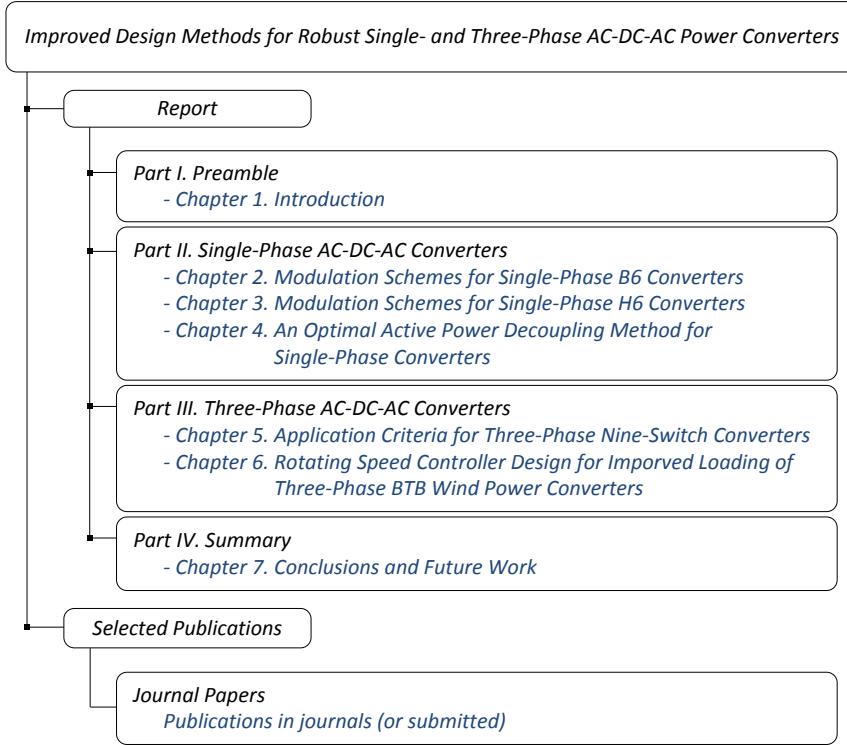 Improved Design Methods for Robust Single- and Three-Phase AC-DC-AC Power Converters
Report
Part I. Preamble
- Chapter 1. Introduction
Part II. Single-Phase AC-DC-AC Converters
- Chapter 2. Modulation Schemes for Single-Phase B6 Converters
- Chapter 3. Modulation Schemes for Single-Phase H6 Converters
- Chapter 4. An Optimal Active Power Decoupling Method for
Single-Phase Converters
Part III. Three-Phase AC-DC-AC Converters
- Chapter 5. Application Criteria for Three-Phase Nine-Switch Converters
- Chapter 6. Rotating Speed Controller Design for Imporved Loading of
Three-Phase BTB Wind Power Converters
Part IV. Summary
- Chapter 7. Conclusions and Future Work
Selected Publications
Journal Papers
Publications in journals (or submitted)